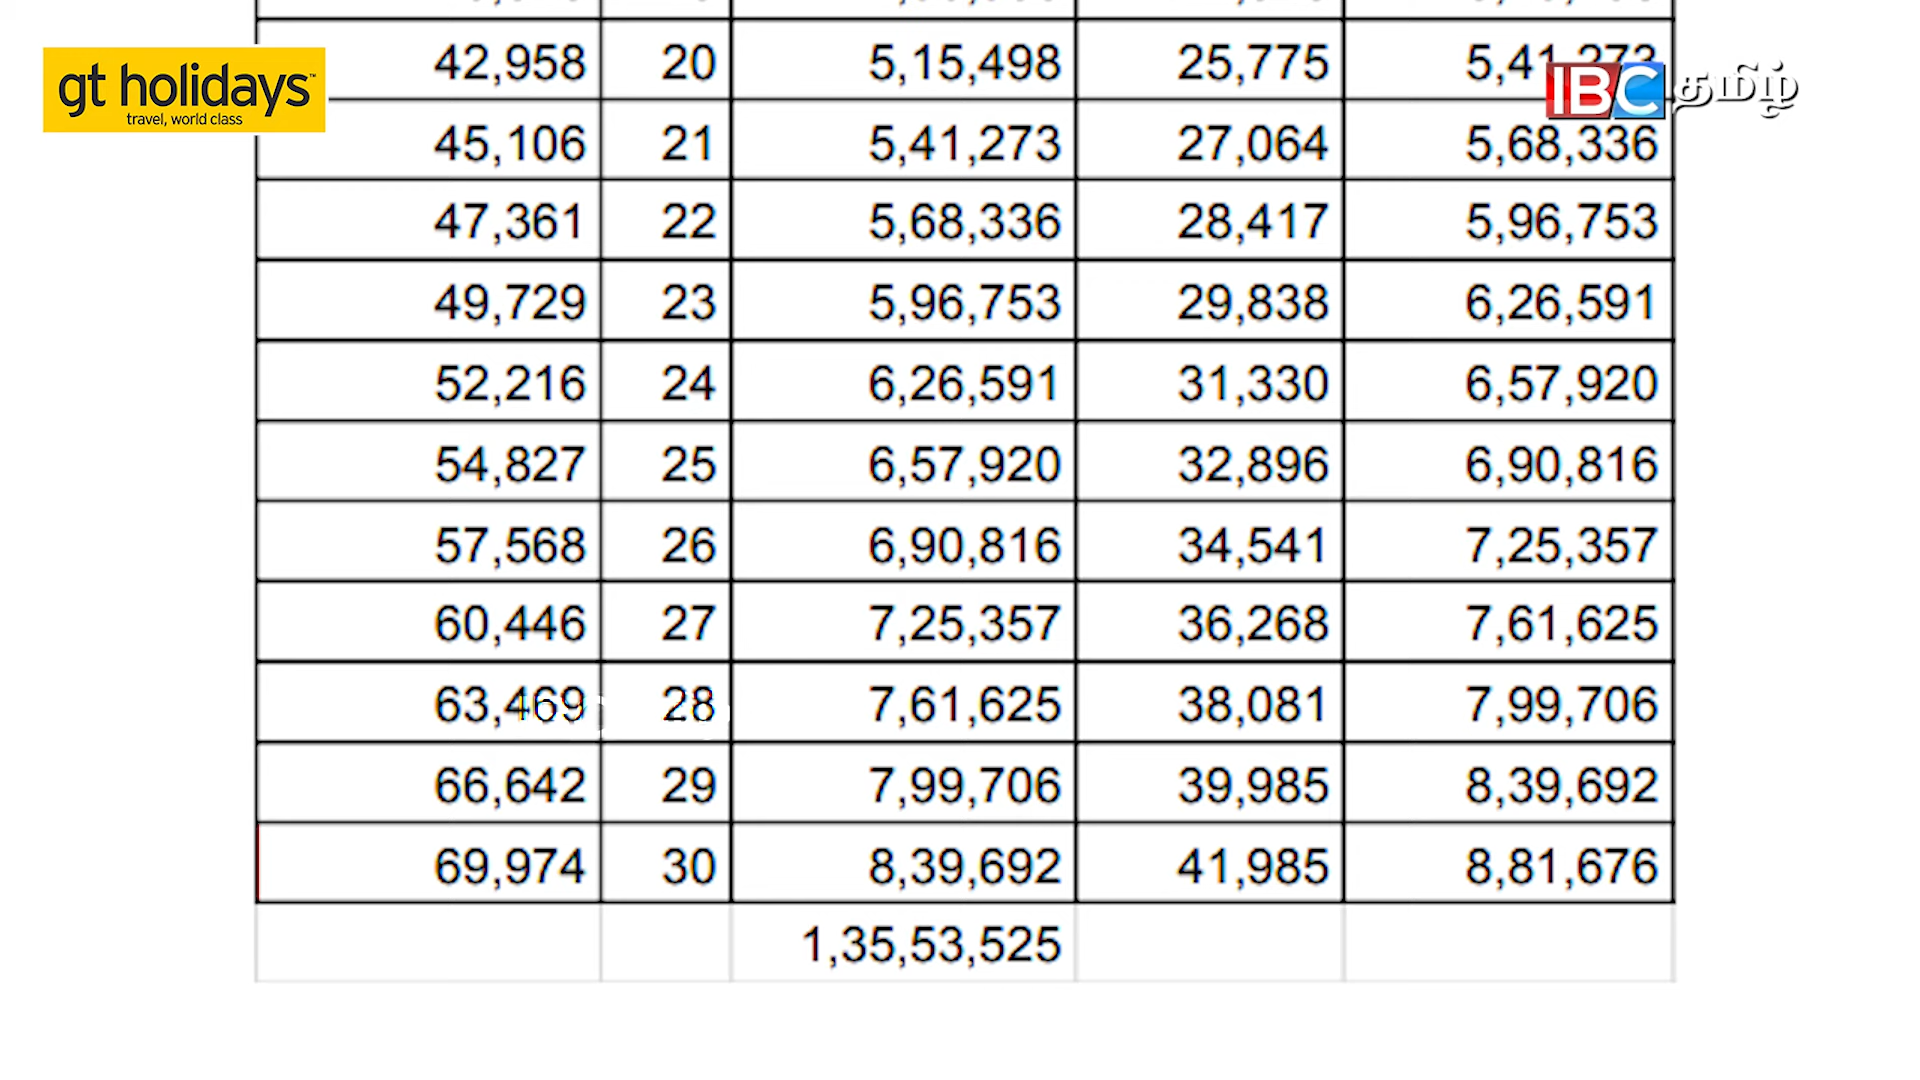 gt holidays™
travel, world class
IBC தமிழ்
42,958 20 5,15,498 25,775 5,41,273
45,106 21 5,41,273 27,064 5,68,336
47,361 22 5,68,336 28,417 5,96,753
49,729 23 5,96,753 29,838 6,26,591
52,216 24 6,26,591 31,330 6,57,920
54,827 25 6,57,920 32,896 6,90,816
57,568 26 6,90,816 34,541 7,25,357
60,446 27 7,25,357 36,268 7,61,625
63,469 28 7,61,625 38,081 7,99,706
66,642 29 7,99,706 39,985 8,39,692
69,974 30 8,39,692 41,985 8,81,676
1,35,53,525